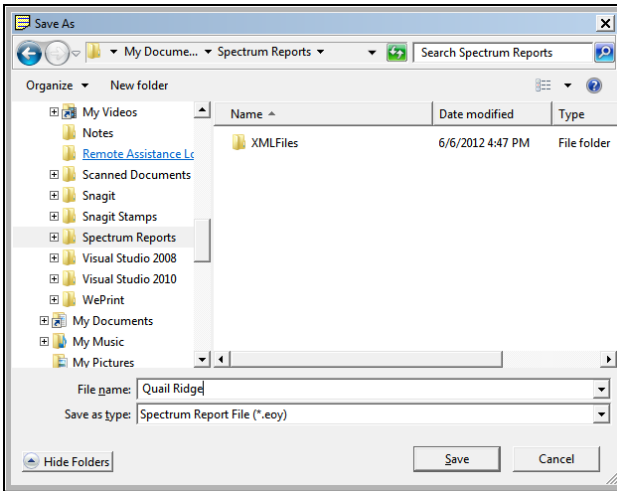 Save As
My Docume... Spectrum Reports Search Spectrum Reports
Organize New folder
Name Date modified Type
My Videos
XMLFiles 6/6/2012 4:47 PM File folder
Notes
Remote Assistance Lo
Scanned Documents
Snagit
Snagit Stamps
Spectrum Reports
Visual Studio 2008
Visual Studio 2010
WePrint
My Documents
My Music
My Pictures
File name: Quail Ridge
Save as type: Spectrum Report File (*.eoy)
Hide Folders Save Cancel